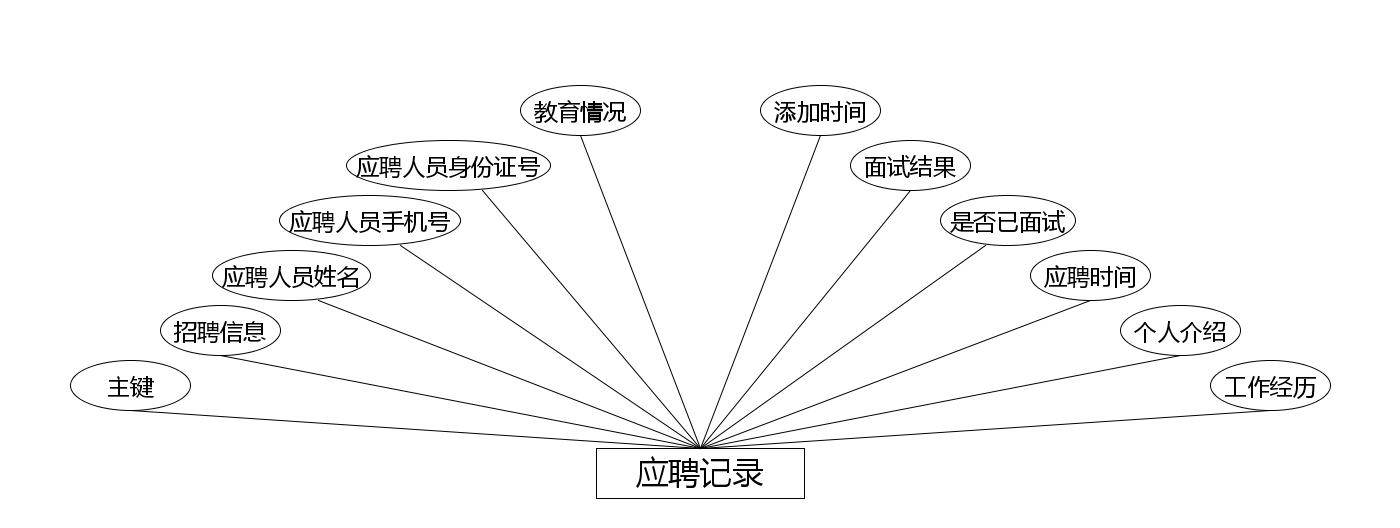 教育情况
添加时间
应聘人员身份证号
面试结果
应聘人员手机号
是否已面试
应聘人员姓名
应聘时间
招聘信息
个人介绍
主键
工作经历
应聘记录